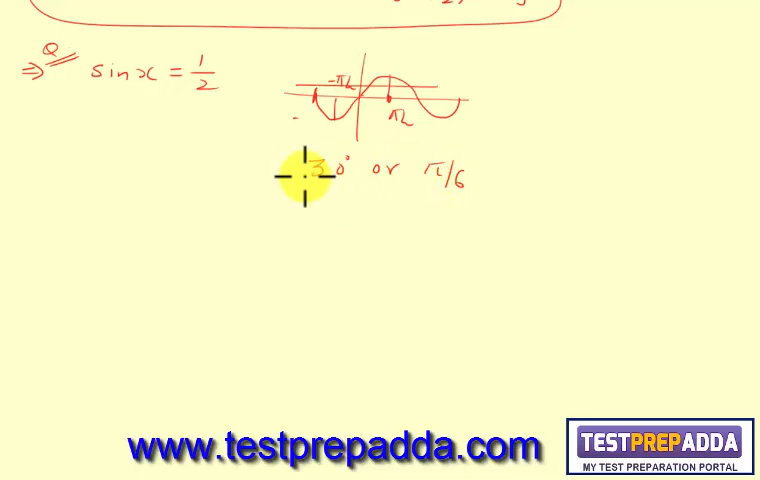 Q
⇒ sin x = 1/2
-π/2
π/2
30° or π/6
www.testprepadda.com
TESTPREPADDA
MY TEST PREPARATION PORTAL